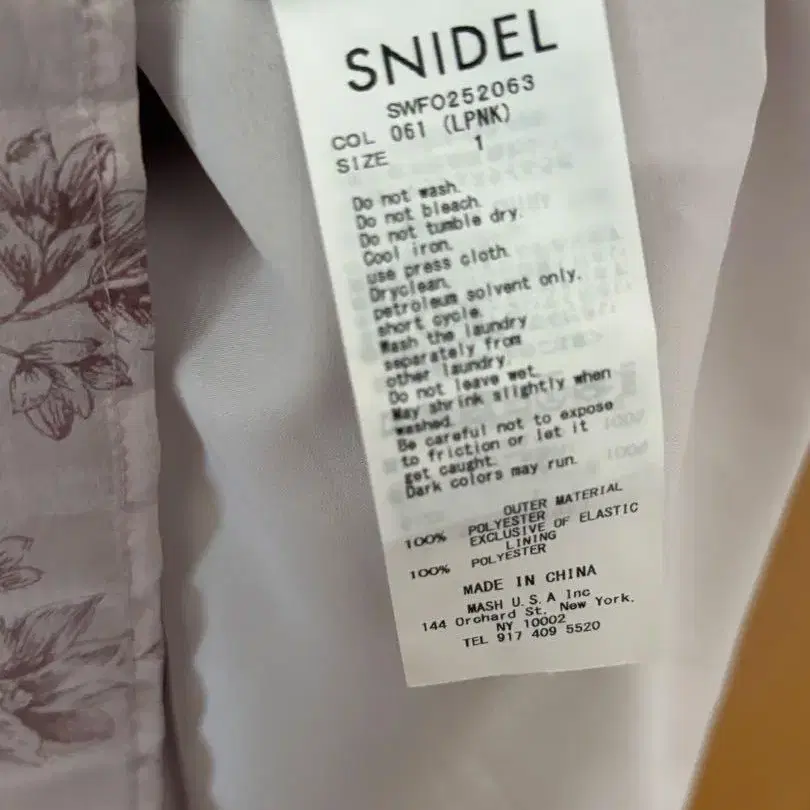 SNIDEL
SWFO252063
COL 061 (LPNK)
SIZE 1
Do not wash.
Do not bleach.
Do not tumble dry.
Cool iron.
use press cloth.
Dryclean.
petroleum solvent only.
short cycle.
Wash the laundry
separately from
other laundry.
Do not leave wet.
May shrink slightly when
washed.
Be careful not to expose
to friction or let it
get caught.
Dark colors may run.
OUTER MATERIAL
100% POLYESTER
EXCLUSIVE OF ELASTIC
LINING
100% POLYESTER
MADE IN CHINA
MASH U.S.A Inc
144 Orchard St. New York.
NY 10002
TEL 917 409 5520